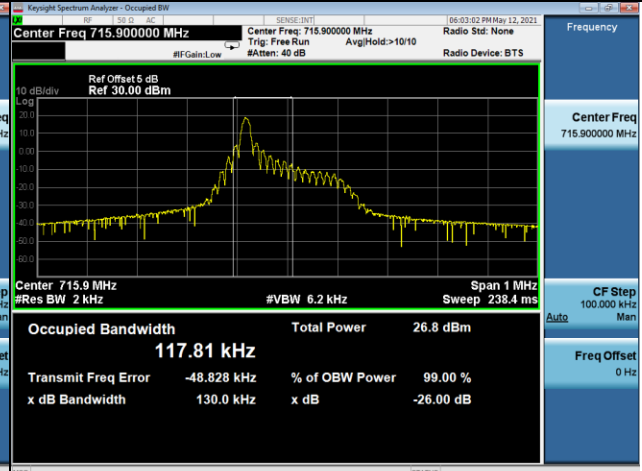 Keysight Spectrum Analyzer - Occupied BW
RF 50 Ω AC SENSE:INT 06:03:02 PM May 12, 2021
Center Freq 715.900000 MHz
Center Freq: 715.900000 MHz
Radio Std: None
Trig: Free Run Avg|Hold:>10/10
#IFGain:Low #Atten: 40 dB Radio Device: BTS
Ref Offset 5 dB
10 dB/div Ref 30.00 dBm
Log
20.0
10.0
0.00
-10.0
-20.0
-30.0
-40.0
-50.0
-60.0
Center 715.9 MHz Span 1 MHz
#Res BW 2 kHz #VBW 6.2 kHz Sweep 238.4 ms
Occupied Bandwidth Total Power 26.8 dBm
117.81 kHz
Transmit Freq Error -48.828 kHz % of OBW Power 99.00 %
x dB Bandwidth 130.0 kHz x dB -26.00 dB
Frequency
Center Freq
715.900000 MHz
CF Step
100.000 kHz
Auto Man
Freq Offset
0 Hz